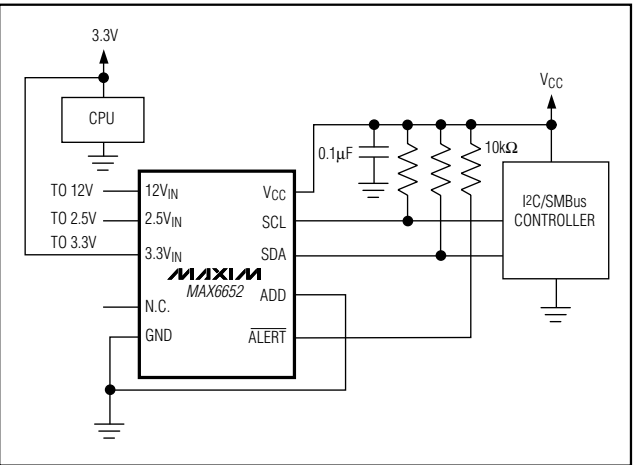 3.3V
CPU
VCC
0.1μF
10kΩ
I2C/SMBus
CONTROLLER
TO 12V
12VIN
VCC
TO 2.5V
2.5VIN
SCL
TO 3.3V
3.3VIN
SDA
MAXIM
MAX6652
ADD
N.C.
GND
ALERT